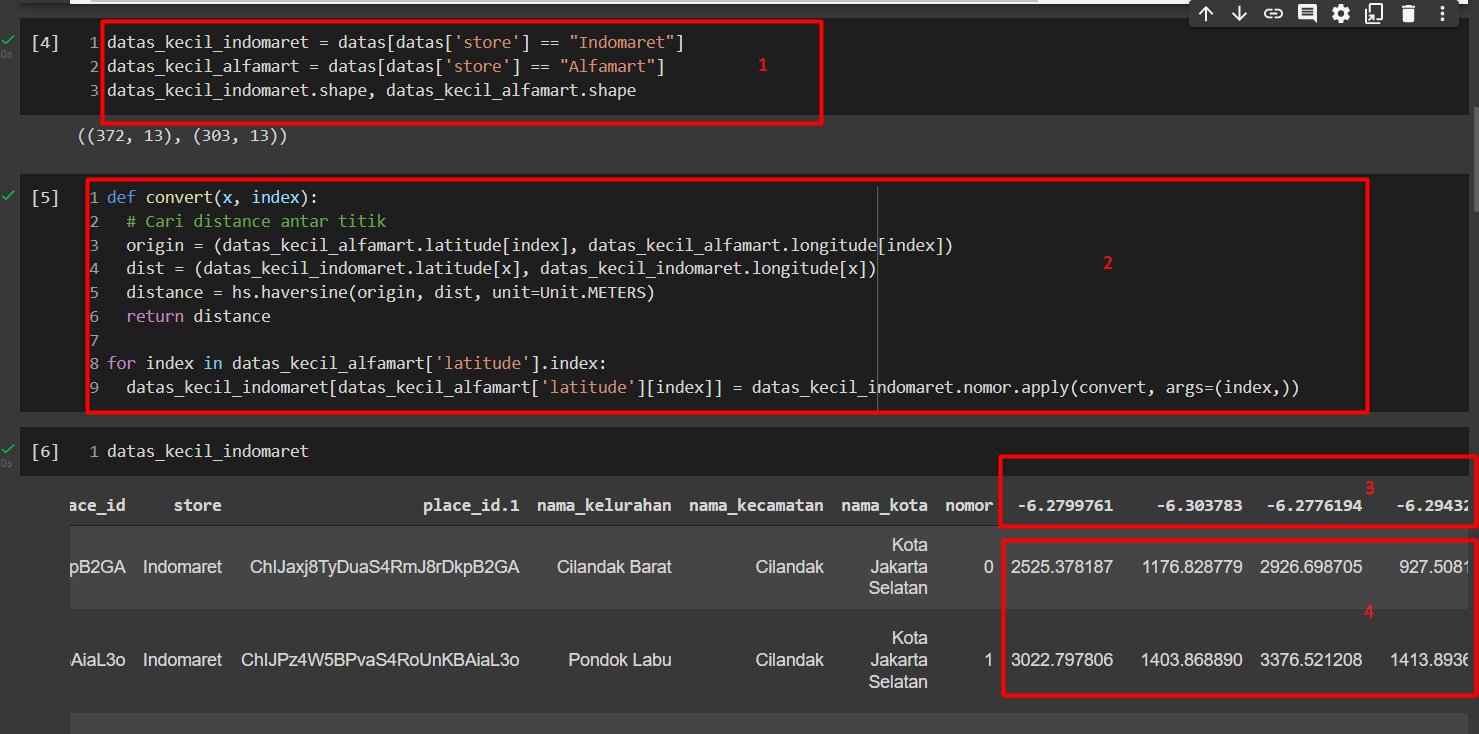 [4]
1 datas_kecil_indomaret = datas[datas['store'] == "Indomaret"]
2 datas_kecil_alfamart = datas[datas['store'] == "Alfamart"]
3 datas_kecil_indomaret.shape, datas_kecil_alfamart.shape
1
0s
((372, 13), (303, 13))
[5]
1 def convert(x, index):
2   # Cari distance antar titik
3   origin = (datas_kecil_alfamart.latitude[index], datas_kecil_alfamart.longitude[index])
4   dist = (datas_kecil_indomaret.latitude[x], datas_kecil_indomaret.longitude[x])
5   distance = hs.haversine(origin, dist, unit=Unit.METERS)
6   return distance
7
8 for index in datas_kecil_alfamart['latitude'].index:
9   datas_kecil_indomaret[datas_kecil_alfamart['latitude'][index]] = datas_kecil_indomaret.nomor.apply(convert, args=(index,))
2
[6]
1 datas_kecil_indomaret
0s
ace_id store place_id.1 nama_kelurahan nama_kecamatan nama_kota nomor -6.2799761 -6.303783 -6.2776194 -6.29432
3
pB2GA Indomaret ChIJaxj8TyDuaS4RmJ8rDkpB2GA Cilandak Barat Cilandak Kota Jakarta Selatan 0 2525.378187 1176.828779 2926.698705 927.5081
4
AiaL3o Indomaret ChIJPz4W5BPvaS4RoUnKBAiaL3o Pondok Labu Cilandak Kota Jakarta Selatan 1 3022.797806 1403.868890 3376.521208 1413.8936